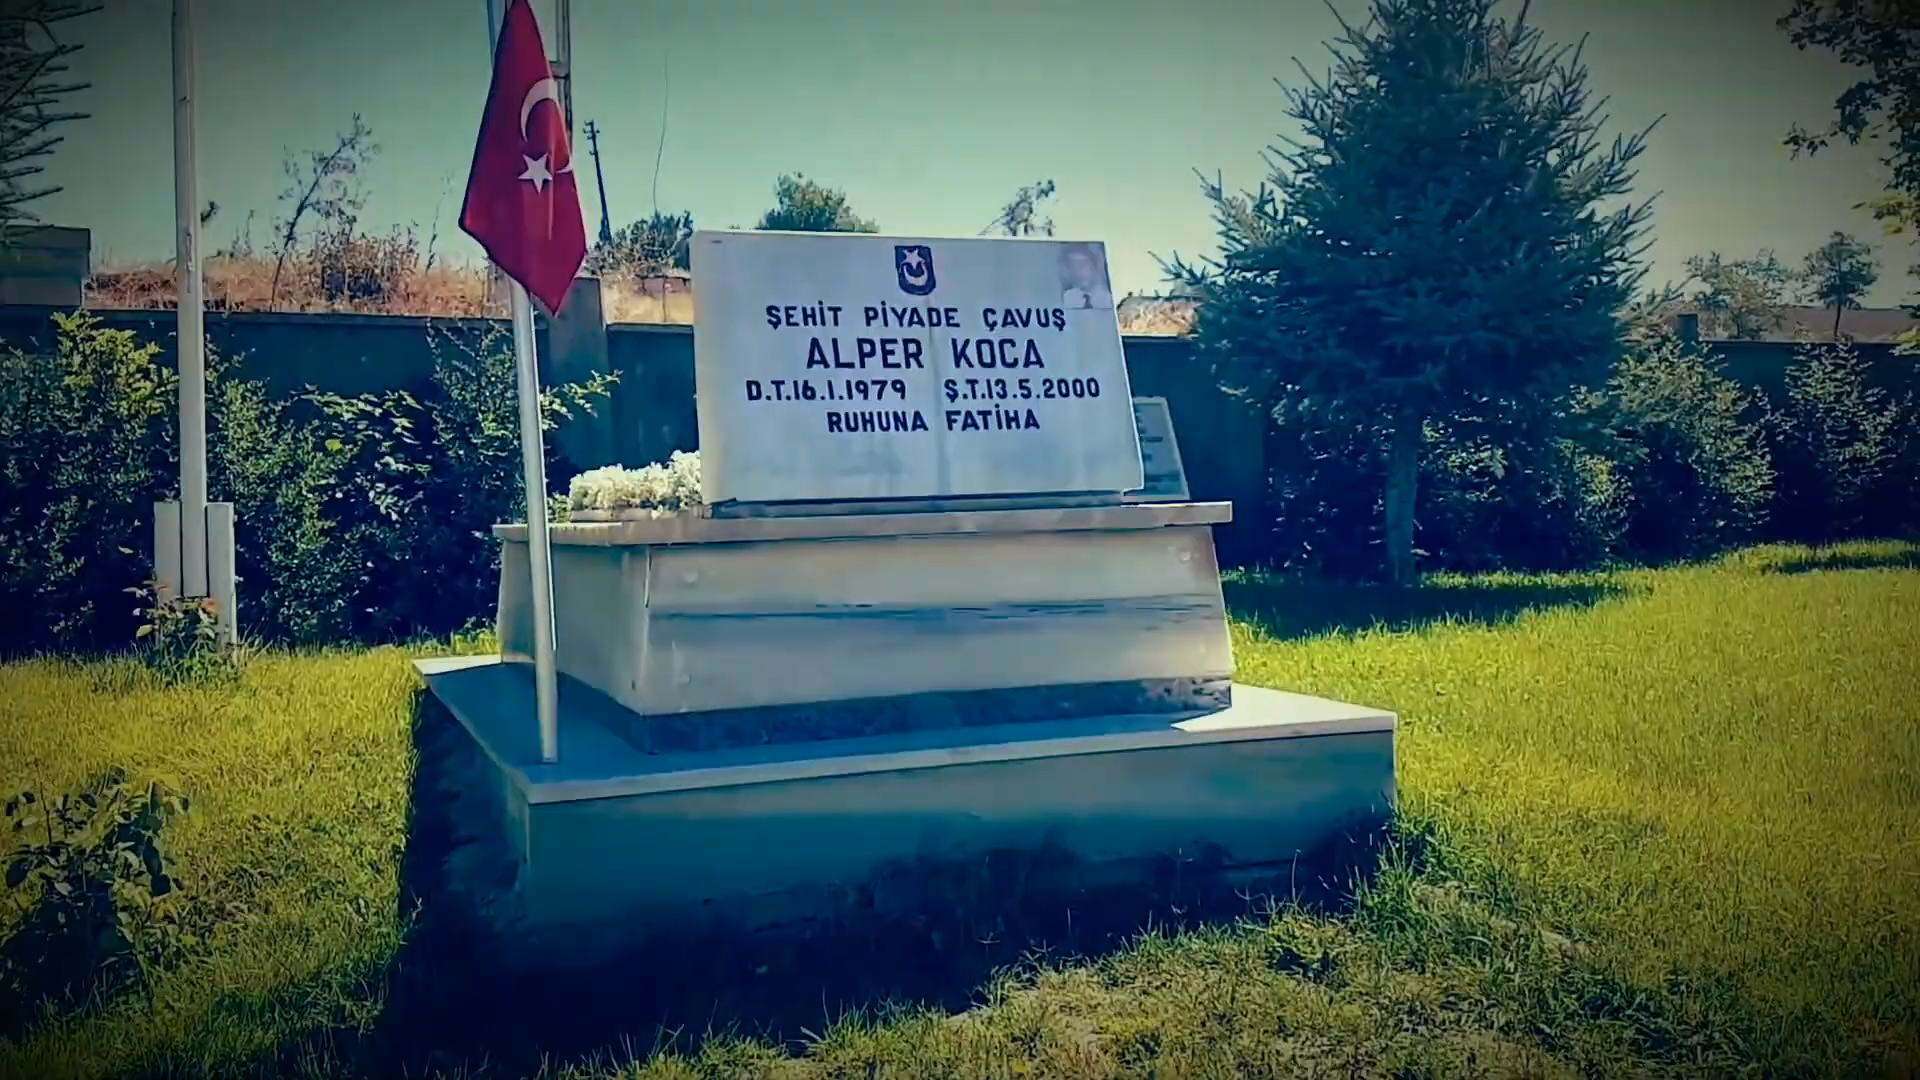 ŞEHİT PİYADE ÇAVUŞ
ALPER KOCA
D.T.16.1.1979 Ş.T.13.5.2000
RUHUNA FATİHA